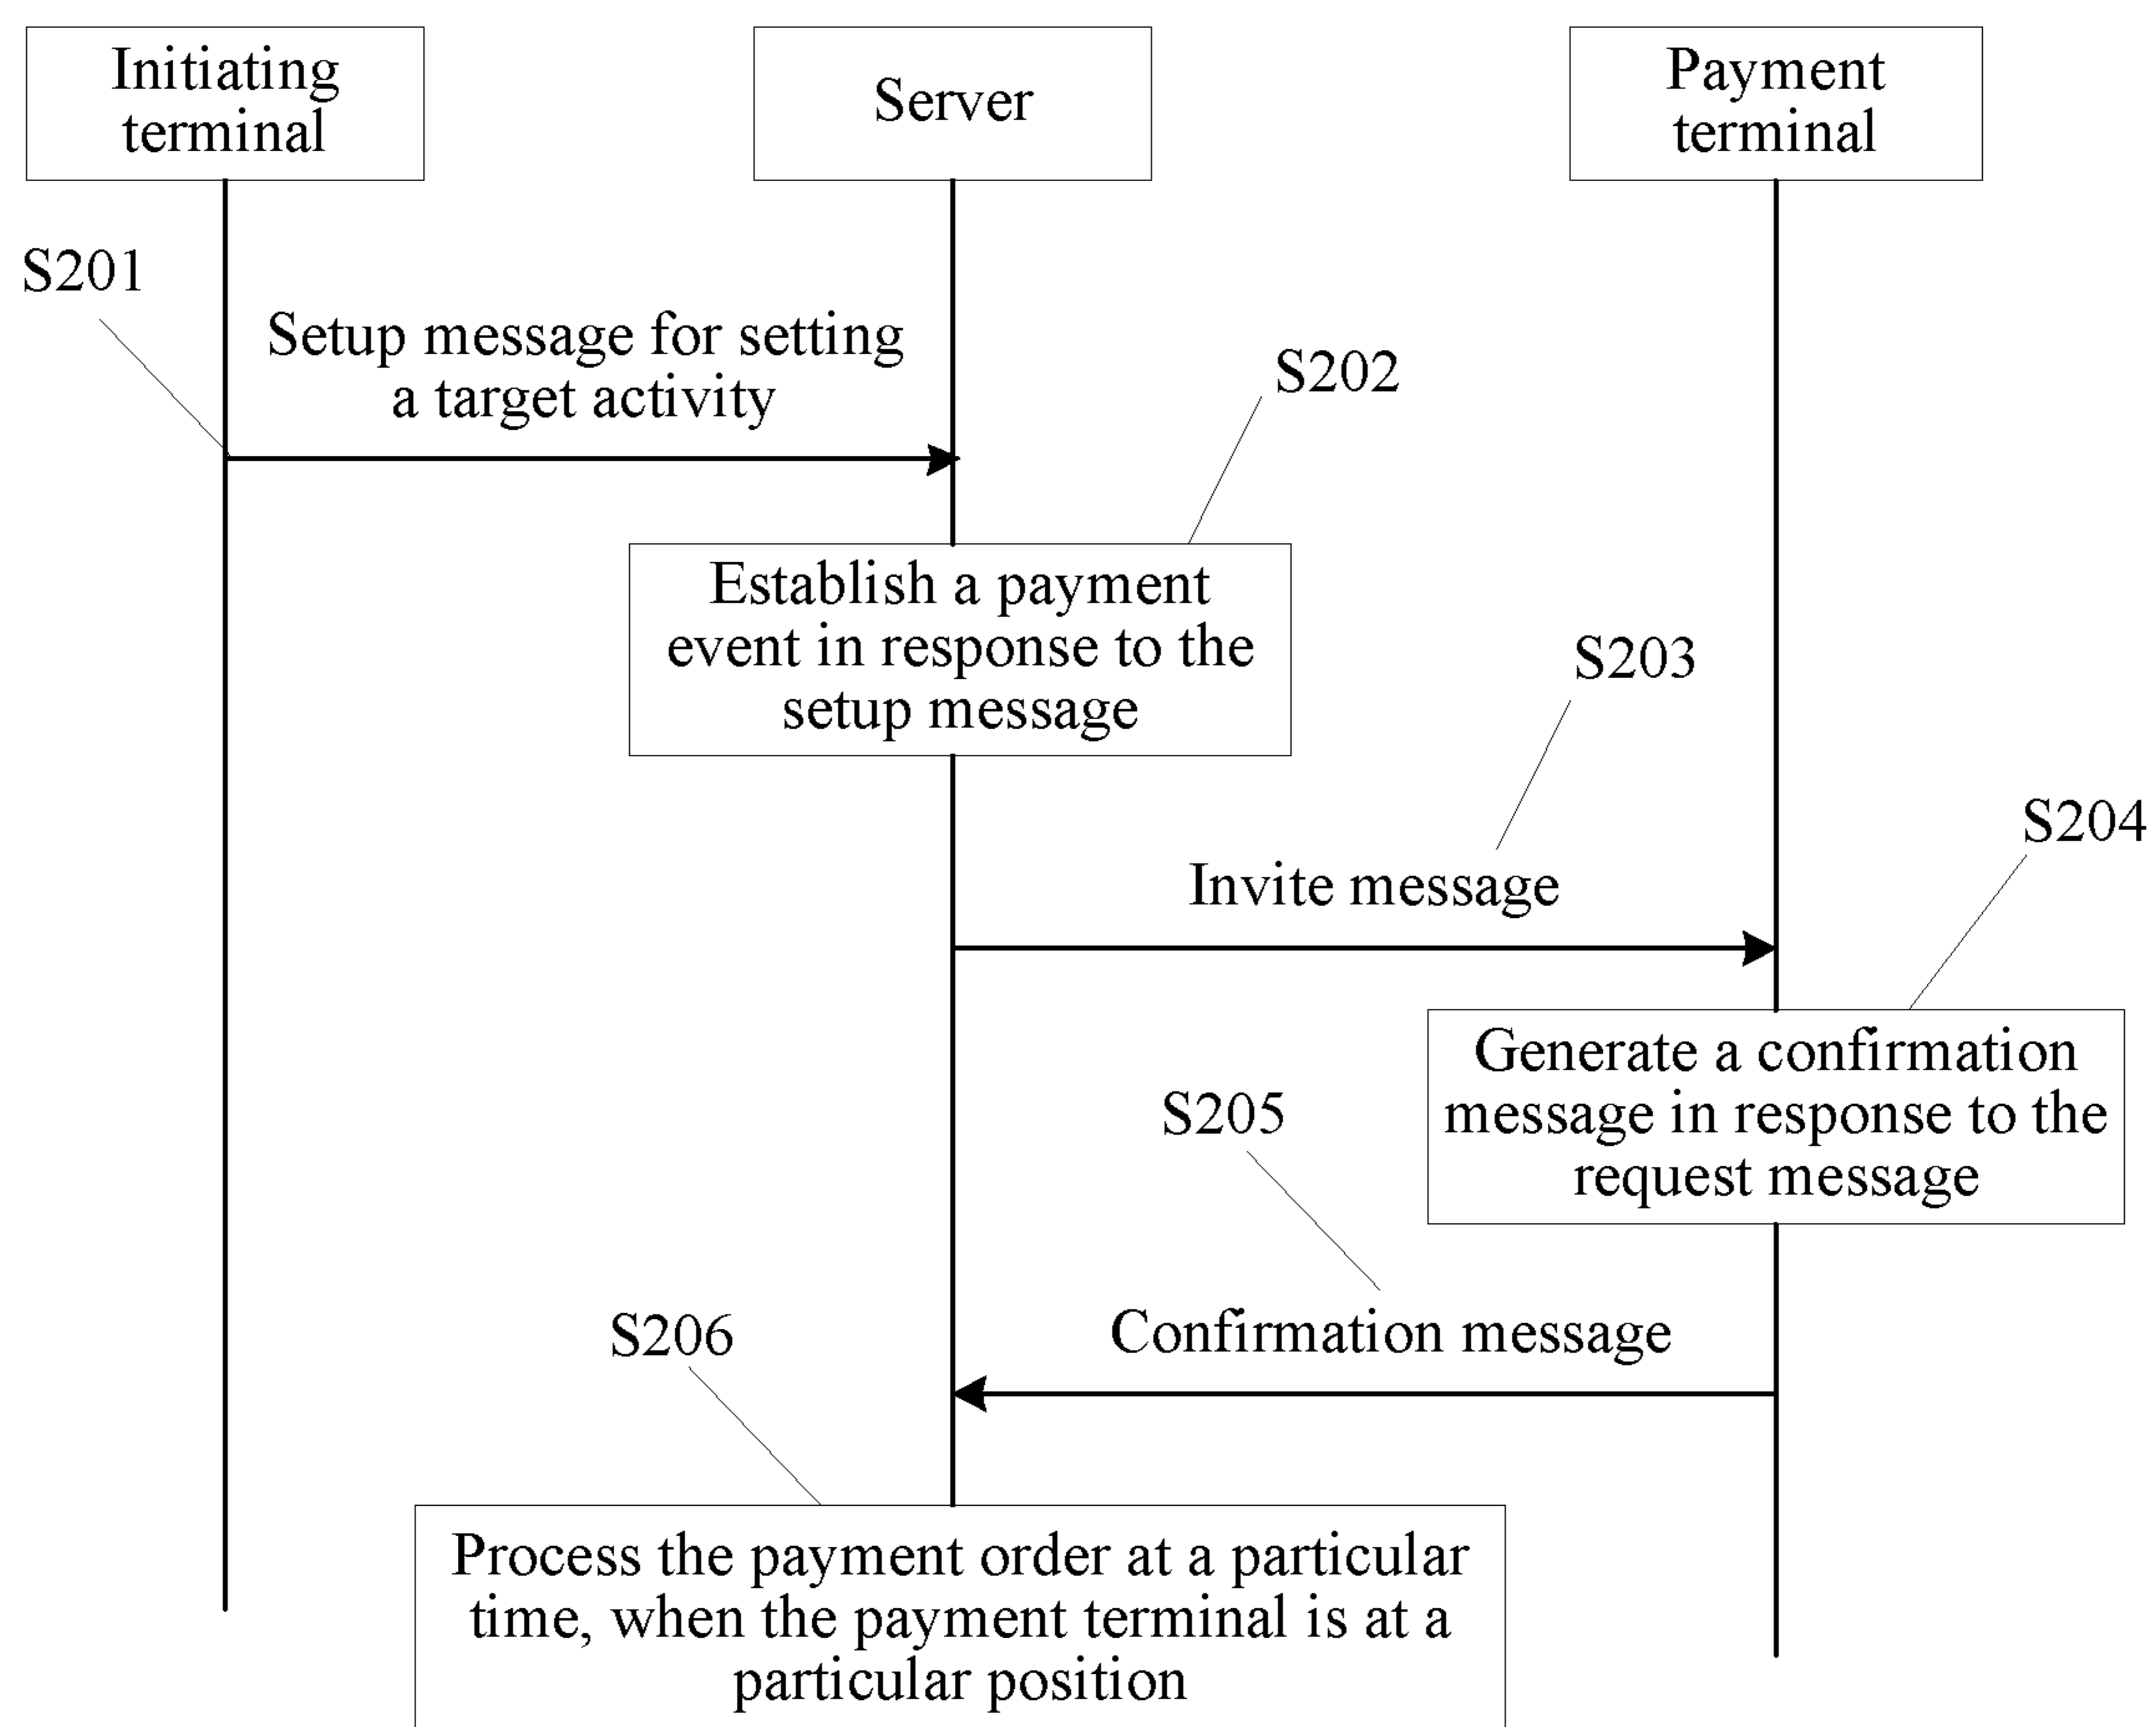 Initiating
terminal
Server
Payment
terminal
S201
Setup message for setting
a target activity
S202
Establish a payment
event in response to the
setup message
S203
Invite message
S204
Generate a confirmation
message in response to the
request message
S205
Confirmation message
S206
Process the payment order at a particular
time, when the payment terminal is at a
particular position